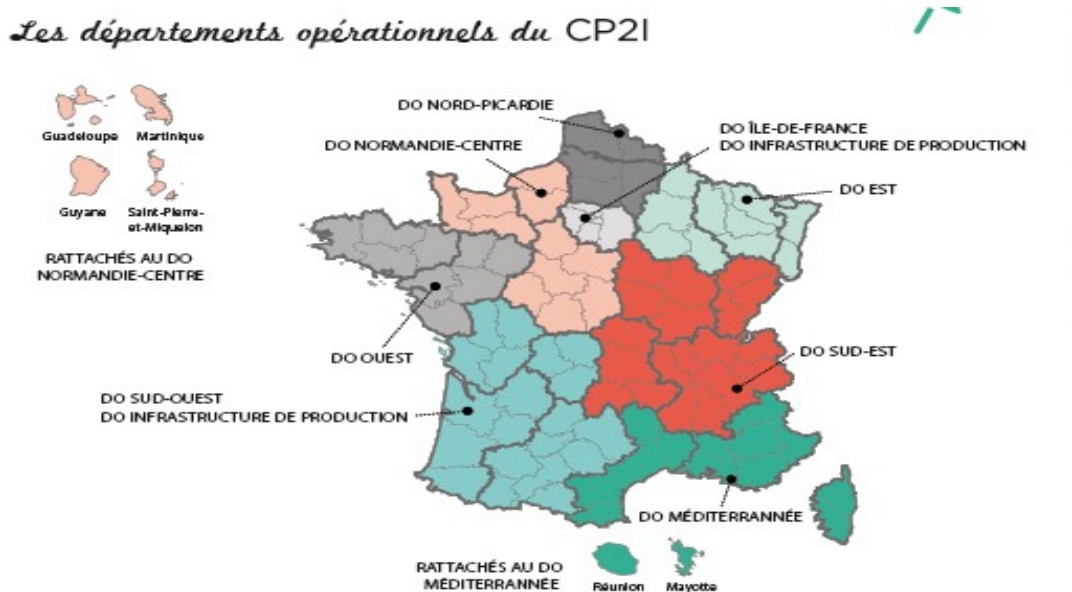 Les départements opérationnels du CP2I
DO NORD-PICARDIE
DO NORMANDIE-CENTRE
DO ÎLE-DE-FRANCE
DO INFRASTRUCTURE DE PRODUCTION
DO EST
Guadeloupe
Martinique
Guyane
Saint-Pierre-
et-Miquelon
RATTACHÉS AU DO
NORMANDIE-CENTRE
DO OUEST
DO SUD-EST
DO SUD-OUEST
DO INFRASTRUCTURE DE PRODUCTION
DO MÉDITERRANNÉE
RATTACHÉS AU DO
MÉDITERRANNÉE
Réunion
Mayotte